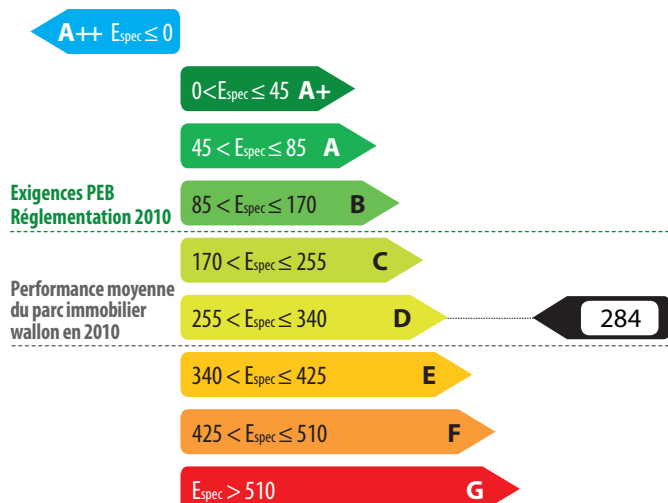 A++ Espec ≤ 0
0<Espec ≤ 45 A+
45 < Espec ≤ 85 A
Exigences PEB
Réglementation 2010
85 < Espec ≤ 170 B
170 < Espec ≤ 255 C
Performance moyenne
du parc immobilier
wallon en 2010
255 < Espec ≤ 340 D
284
340 < Espec ≤ 425 E
425 < Espec ≤ 510 F
Espec > 510 G